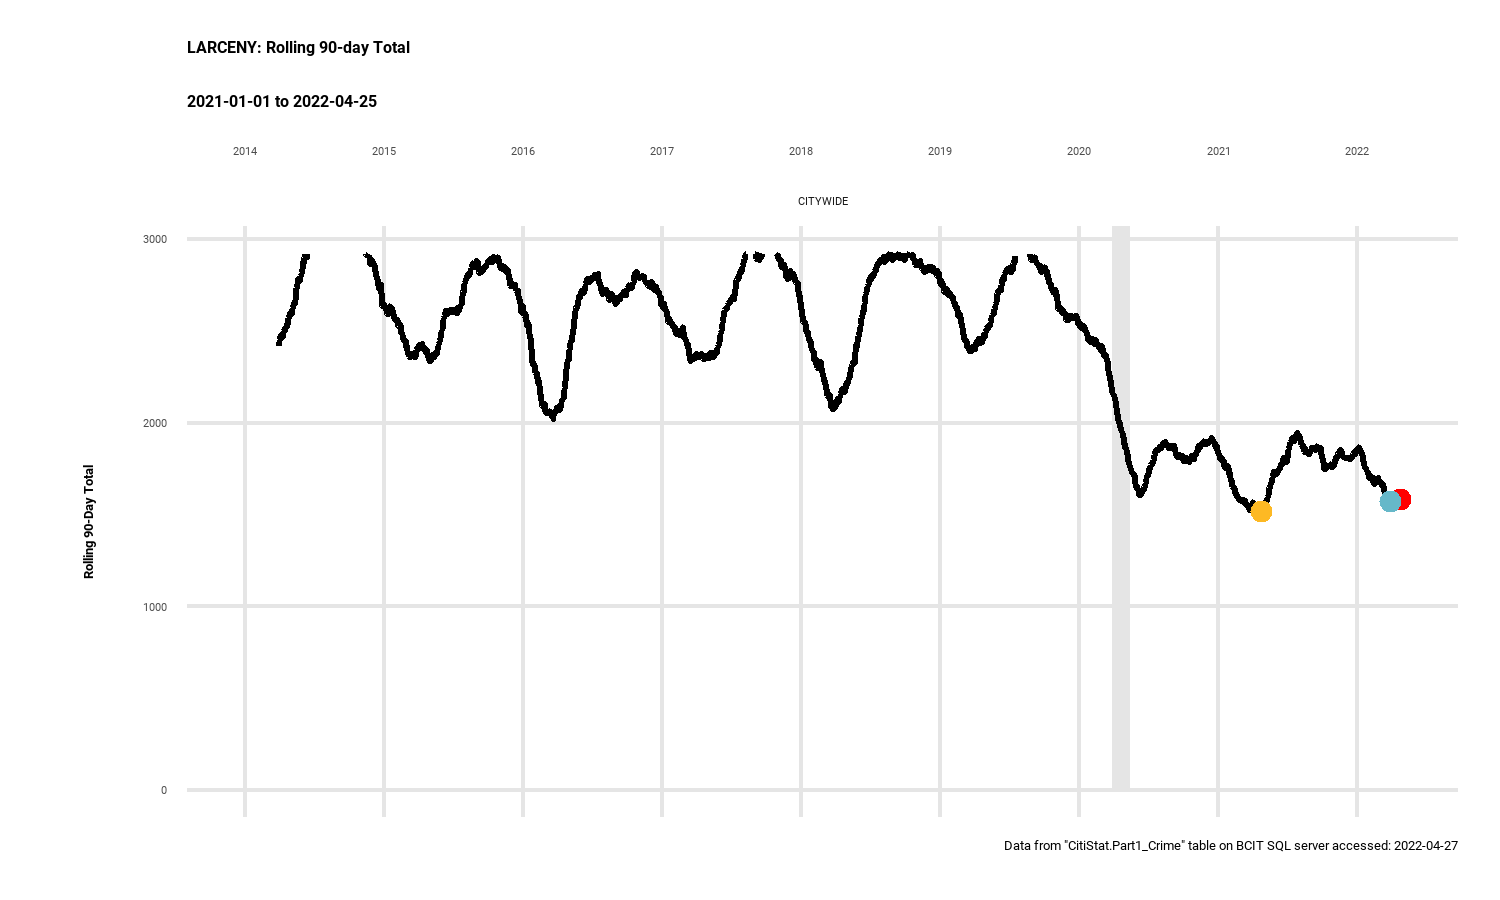 LARCENY: Rolling 90-day Total
2021-01-01 to 2022-04-25
2014 2015 2016 2017 2018 2019 2020 2021 2022
CITYWIDE
3000
2000
1000
0
Rolling 90-Day Total
Data from "CitiStat.Part1_Crime" table on BCIT SQL server accessed: 2022-04-27